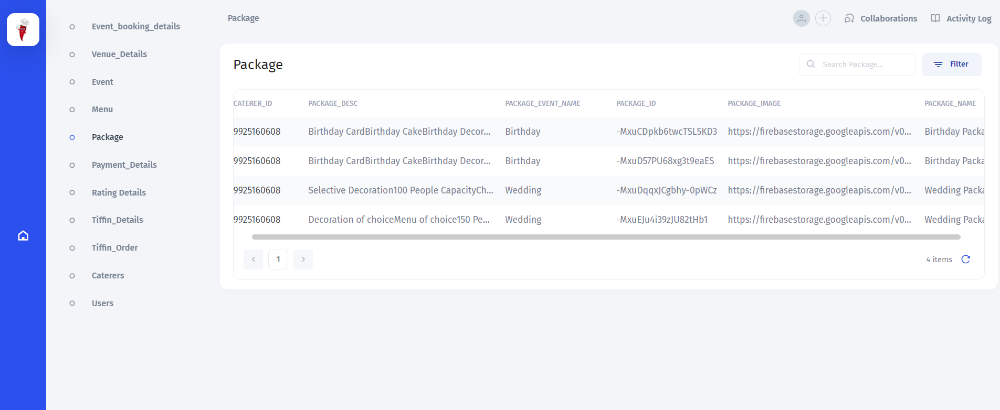 Event_booking_details
Venue_Details
Event
Menu
Package
Payment_Details
Rating Details
Tiffin_Details
Tiffin_Order
Caterers
Users
Package
Collaborations
Activity Log
Package
Search Package...
Filter
CATERER_ID PACKAGE_DESC PACKAGE_EVENT_NAME PACKAGE_ID PACKAGE_IMAGE PACKAGE_NAME
9925160608 Birthday CardBirthday CakeBirthday Decor... Birthday -MxuCDpkb6twcTSL5KD3 https://firebasestorage.googleapis.com/v0... Birthday Packa
9925160608 Birthday CardBirthday CakeBirthday Decor... Birthday -MxuD57PU68xg3t9eaES https://firebasestorage.googleapis.com/v0... Birthday Packa
9925160608 Selective Decoration100 People CapacityCh... Wedding -MxuDqqxJCgbhy-0pWCz https://firebasestorage.googleapis.com/v0... Wedding Packa
9925160608 Decoration of choiceMenu of choice150 Pe... Wedding -MxuEJu4i39zJU82tHb1 https://firebasestorage.googleapis.com/v0... Wedding Packa
1
4 items